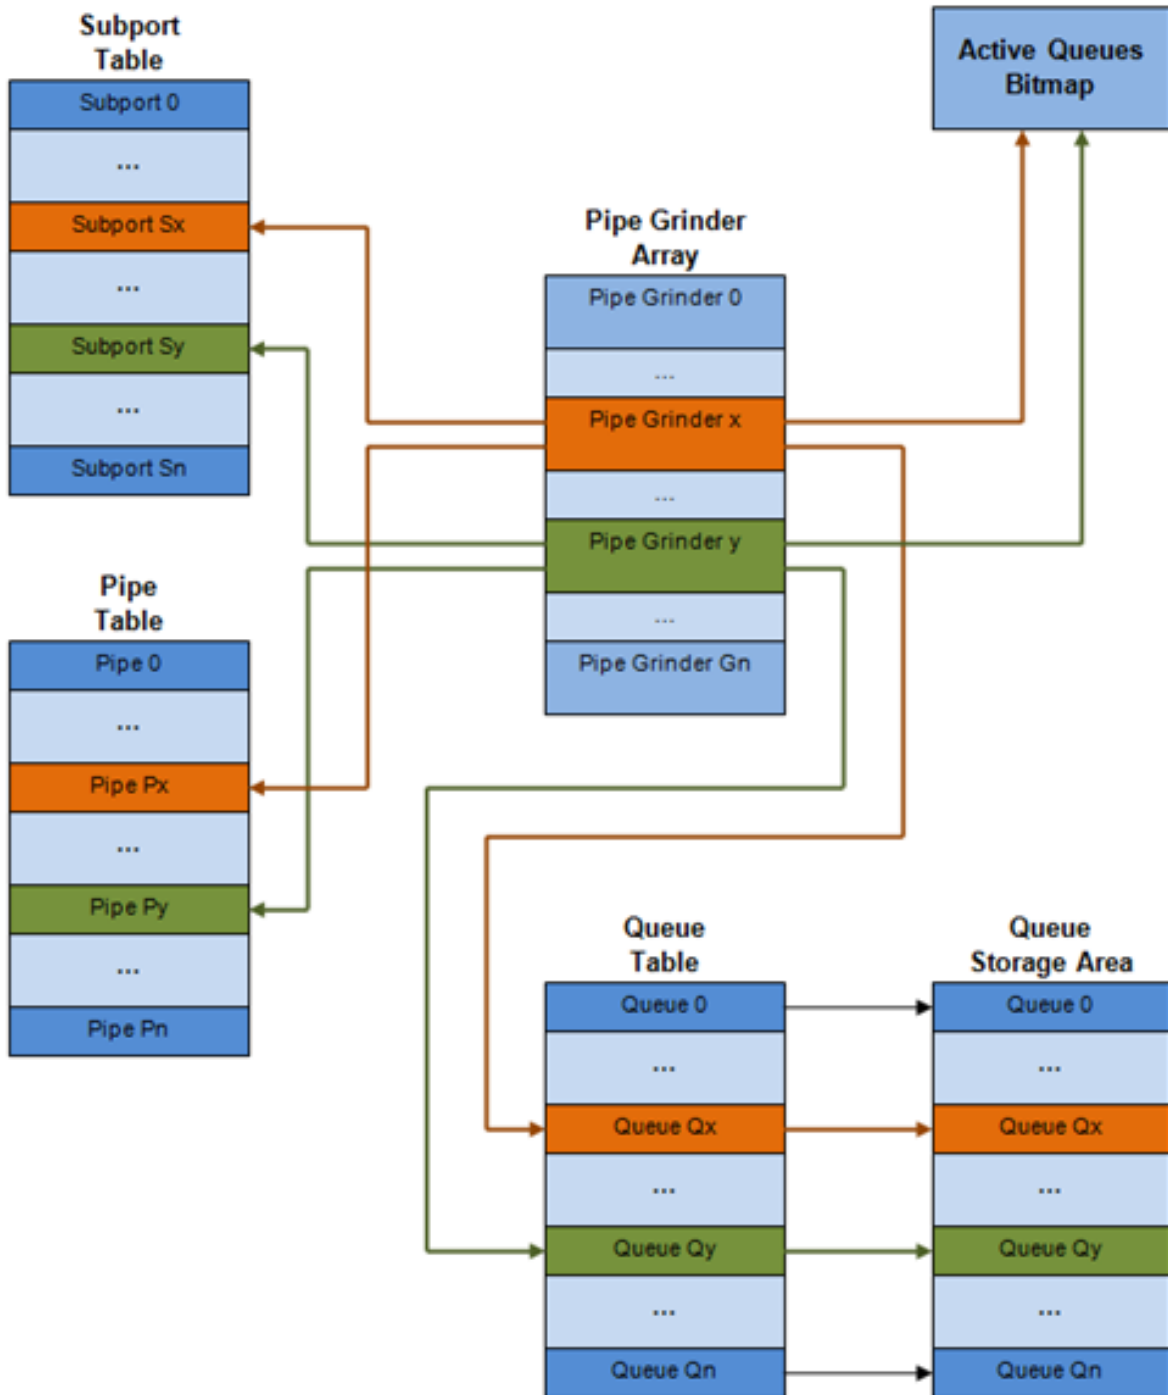 Subport
Table
Subport 0
...
Subport Sx
...
Subport Sy
...
Subport Sn
Active Queues
Bitmap
Pipe Grinder
Array
Pipe Grinder 0
...
Pipe Grinder x
...
Pipe Grinder y
...
Pipe Grinder Gn
Pipe
Table
Pipe 0
...
Pipe Px
...
Pipe Py
...
Pipe Pn
Queue
Table
Queue 0
...
Queue Qx
...
Queue Qy
...
Queue Qn
Queue
Storage Area
Queue 0
...
Queue Qx
...
Queue Qy
...
Queue Qn